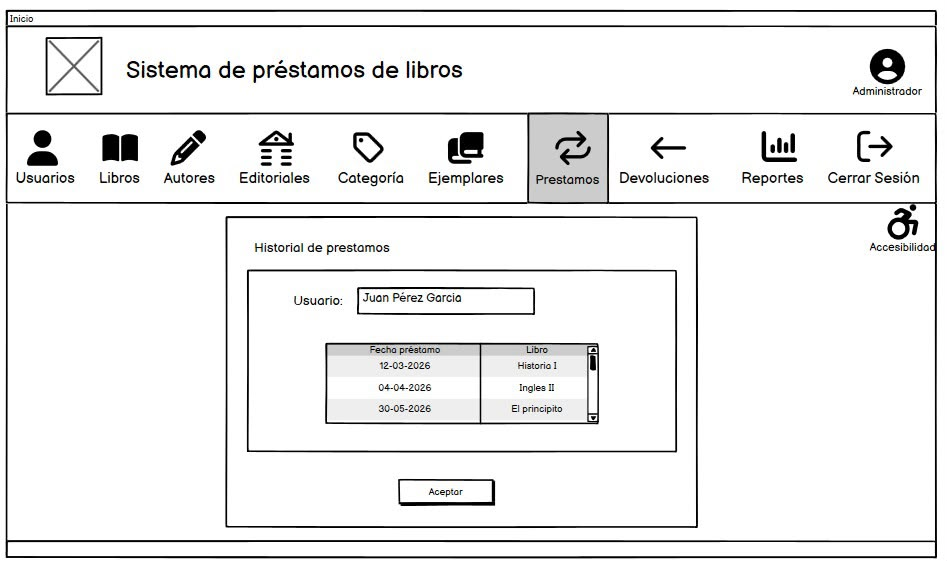 Inicio
Sistema de préstamos de libros
Administrador
Usuarios Libros Autores Editoriales Categoría Ejemplares Prestamos Devoluciones Reportes Cerrar Sesión
Accesibilidad
Historial de prestamos
Usuario: Juan Pérez Garcia
Fecha préstamo Libro
12-03-2026 Historia I
04-04-2026 Ingles II
30-05-2026 El principito
Aceptar